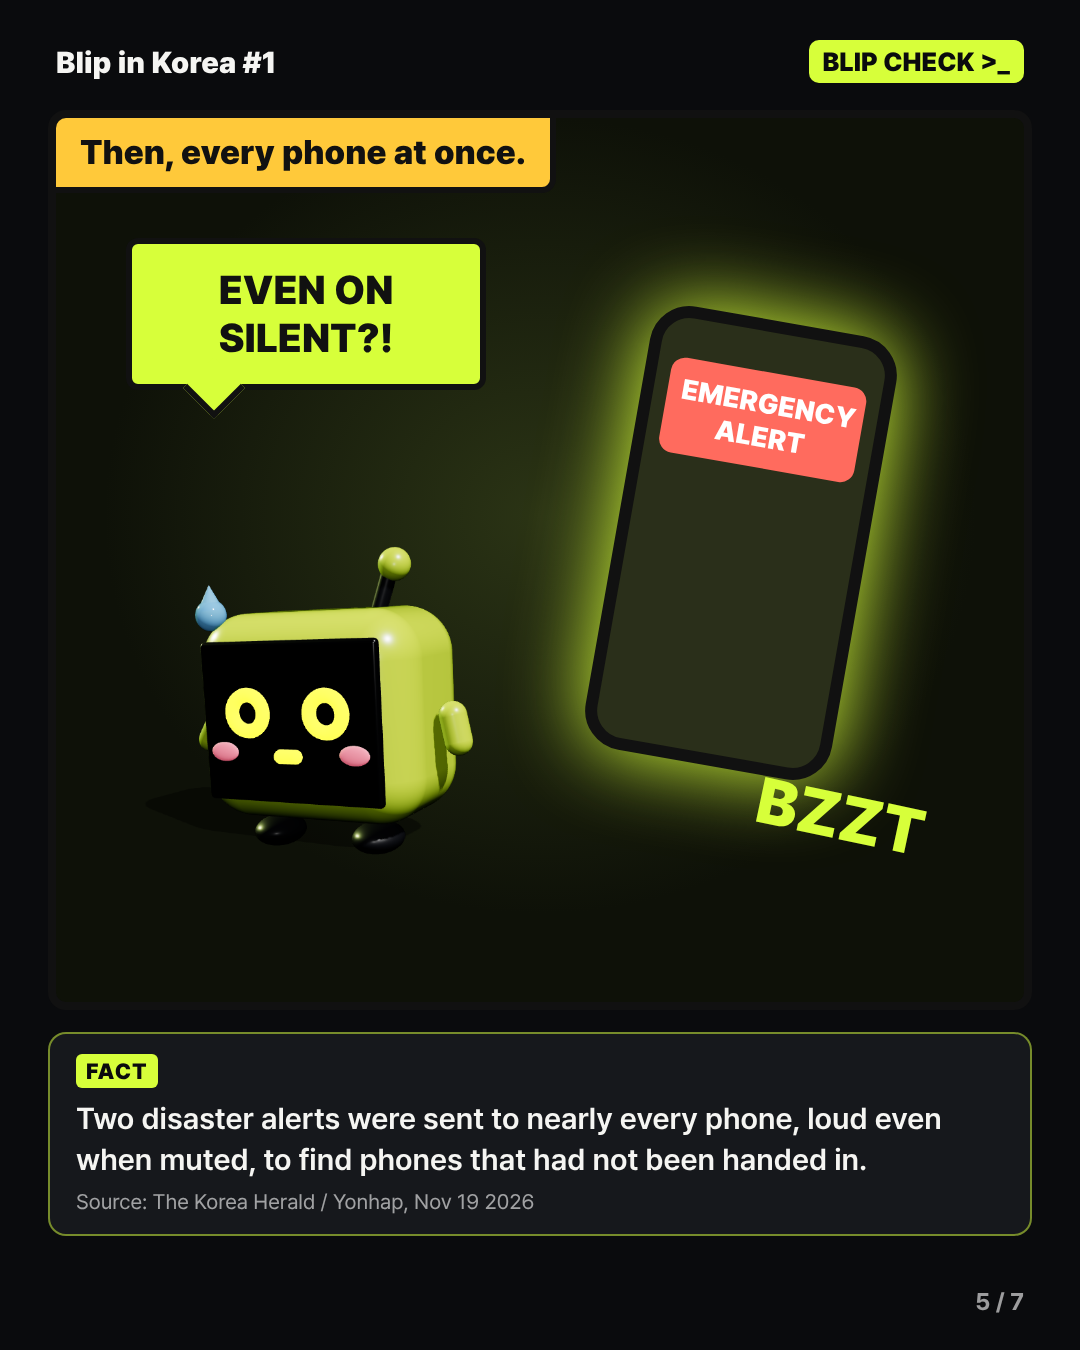 Blip in Korea #1
BLIP CHECK >_
Then, every phone at once.
EVEN ON
SILENT?!
EMERGENCY
ALERT
BZZT
FACT
Two disaster alerts were sent to nearly every phone, loud even
when muted, to find phones that had not been handed in.
Source: The Korea Herald / Yonhap, Nov 19 2026
5 / 7